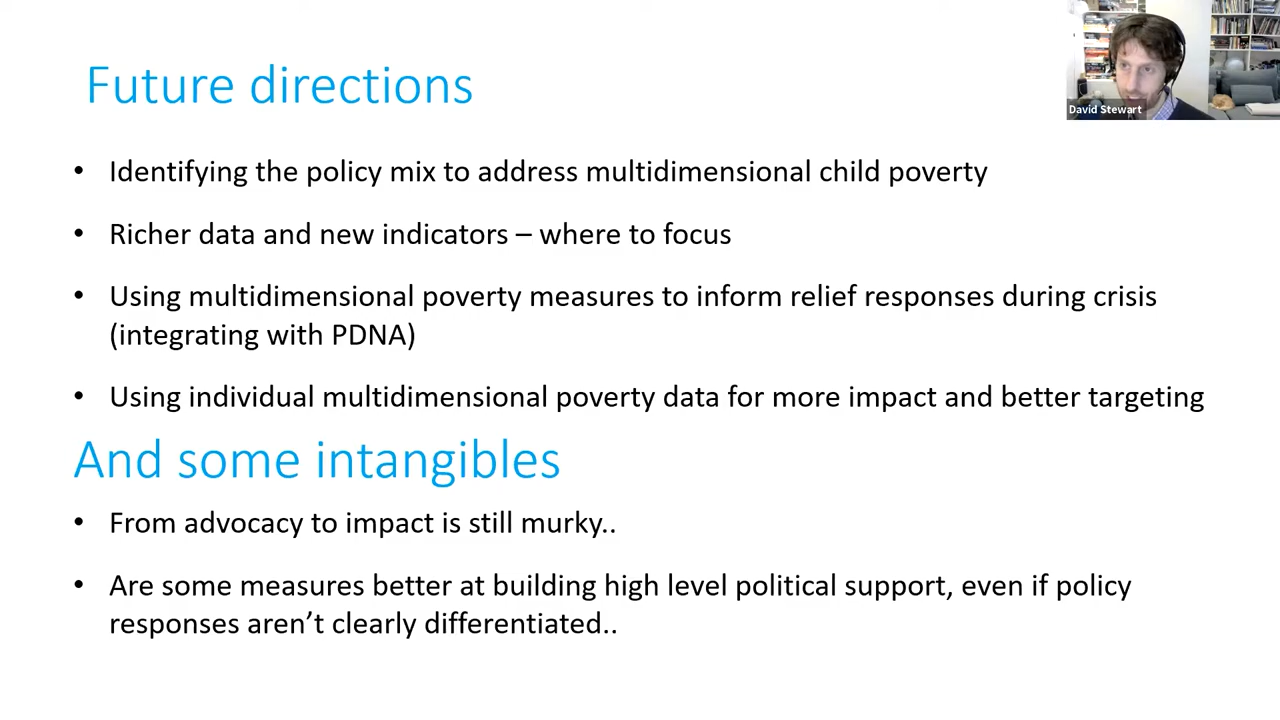 Future directions
David Stewart
• Identifying the policy mix to address multidimensional child poverty
• Richer data and new indicators – where to focus
• Using multidimensional poverty measures to inform relief responses during crisis
(integrating with PDNA)
• Using individual multidimensional poverty data for more impact and better targeting
And some intangibles
• From advocacy to impact is still murky..
• Are some measures better at building high level political support, even if policy
responses aren’t clearly differentiated..